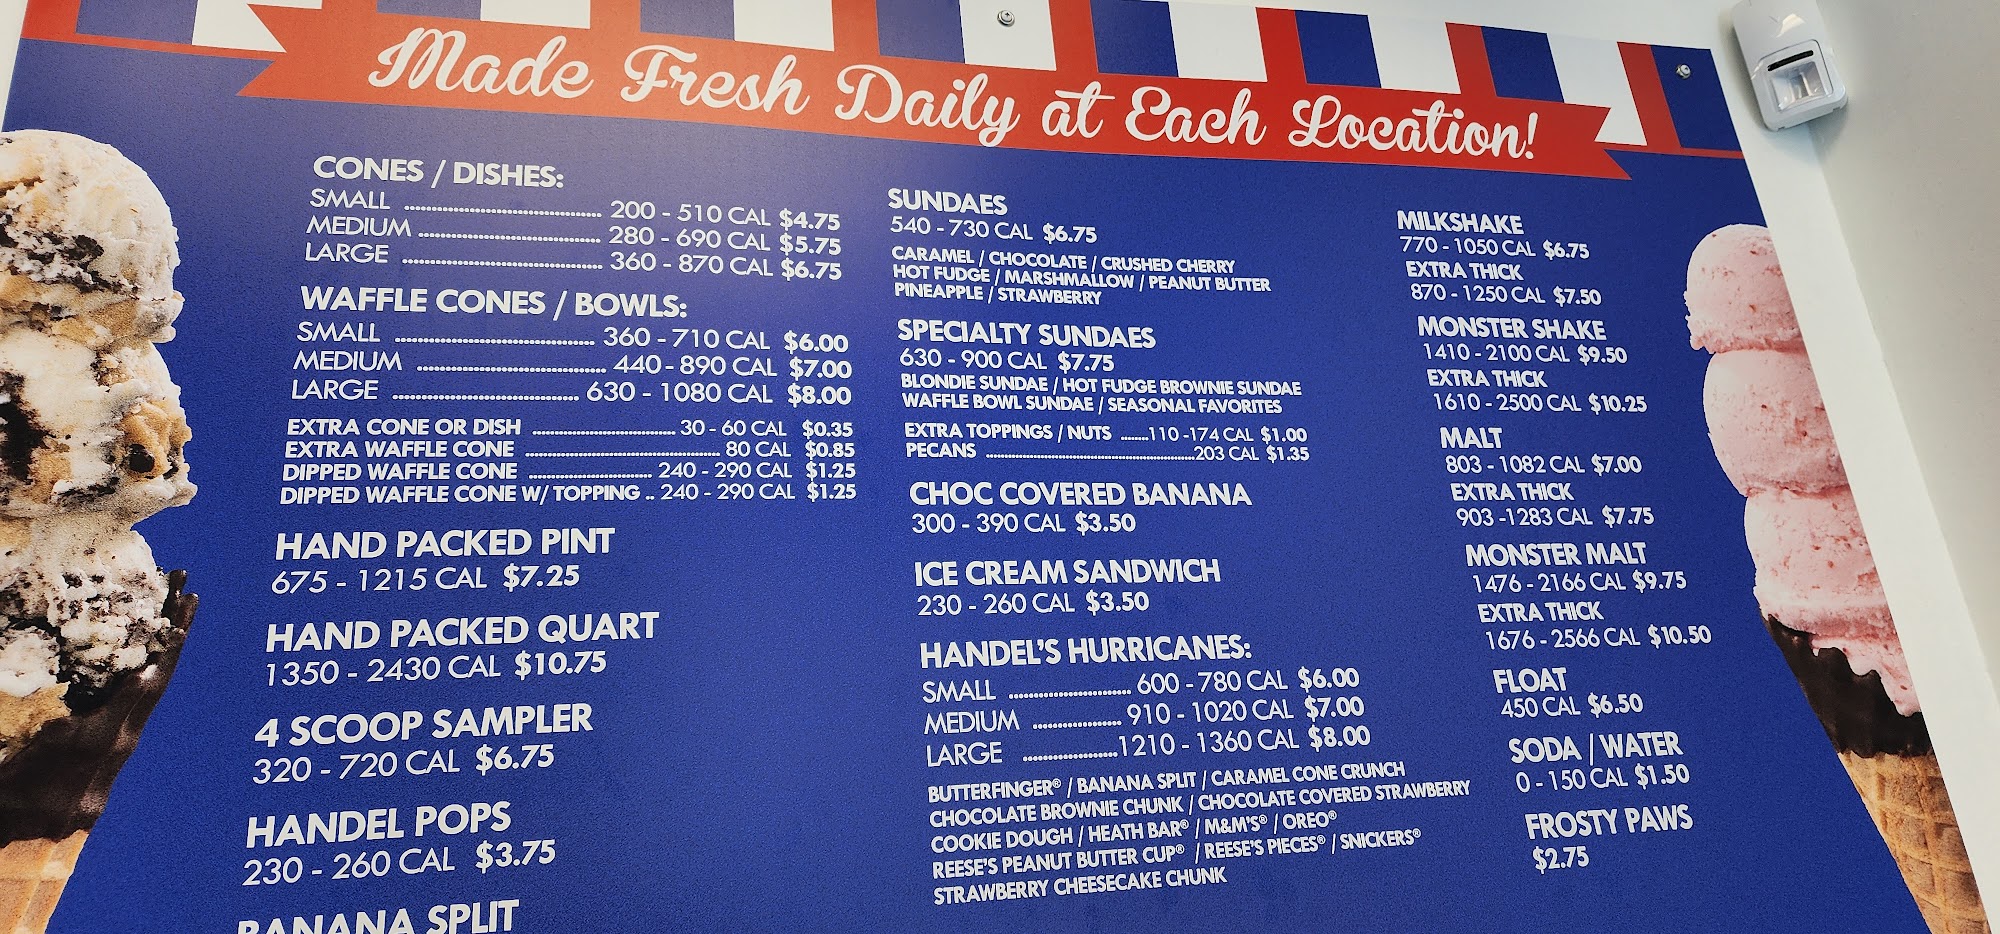 Made Fresh Daily at Each Location!
CONES / DISHES:
SMALL ........ 200 - 510 CAL $4.75
MEDIUM ........ 280 - 690 CAL $5.75
LARGE ........ 360 - 870 CAL $6.75
WAFFLE CONES / BOWLS:
SMALL ........ 360 - 710 CAL $6.00
MEDIUM ........ 440 - 890 CAL $7.00
LARGE ........ 630 - 1080 CAL $8.00
EXTRA CONE OR DISH ........ 30 - 60 CAL $0.35
EXTRA WAFFLE CONE ........ 80 CAL $0.85
DIPPED WAFFLE CONE ........ 240 - 290 CAL $1.25
DIPPED WAFFLE CONE W/ TOPPING .. 240 - 290 CAL $1.25
HAND PACKED PINT
675 - 1215 CAL $7.25
HAND PACKED QUART
1350 - 2430 CAL $10.75
4 SCOOP SAMPLER
320 - 720 CAL $6.75
HANDEL POPS
230 - 260 CAL $3.75
BANANA SPLIT
SUNDAES
540 - 730 CAL $6.75
CARAMEL / CHOCOLATE / CRUSHED CHERRY
HOT FUDGE / MARSHMALLOW / PEANUT BUTTER
PINEAPPLE / STRAWBERRY
SPECIALTY SUNDAES
630 - 900 CAL $7.75
BLONDIE SUNDAE / HOT FUDGE BROWNIE SUNDAE
WAFFLE BOWL SUNDAE / SEASONAL FAVORITES
EXTRA TOPPINGS / NUTS ........110 -174 CAL $1.00
PECANS ........203 CAL $1.35
CHOC COVERED BANANA
300 - 390 CAL $3.50
ICE CREAM SANDWICH
230 - 260 CAL $3.50
HANDEL'S HURRICANES:
SMALL ........ 600 - 780 CAL $6.00
MEDIUM ........ 910 - 1020 CAL $7.00
LARGE ........1210 - 1360 CAL $8.00
BUTTERFINGER® / BANANA SPLIT / CARAMEL CONE CRUNCH
CHOCOLATE BROWNIE CHUNK / CHOCOLATE COVERED STRAWBERRY
COOKIE DOUGH / HEATH BAR® / M&M'S® / OREO®
REESE'S PEANUT BUTTER CUP® / REESE'S PIECES® / SNICKERS®
STRAWBERRY CHEESECAKE CHUNK
MILKSHAKE
770 - 1050 CAL $6.75
EXTRA THICK
870 - 1250 CAL $7.50
MONSTER SHAKE
1410 - 2100 CAL $9.50
EXTRA THICK
1610 - 2500 CAL $10.25
MALT
803 - 1082 CAL $7.00
EXTRA THICK
903 -1283 CAL $7.75
MONSTER MALT
1476 - 2166 CAL $9.75
EXTRA THICK
1676 - 2566 CAL $10.50
FLOAT
450 CAL $6.50
SODA / WATER
0 - 150 CAL $1.50
FROSTY PAWS
$2.75